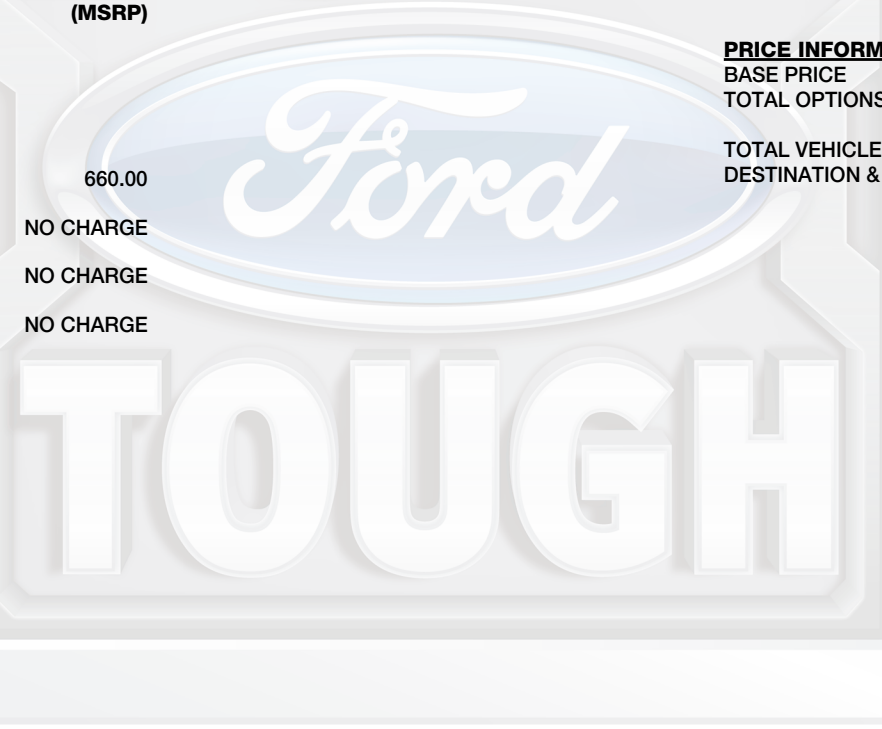 (MSRP)
660.00
NO CHARGE
NO CHARGE
NO CHARGE
PRICE INFORM
BASE PRICE
TOTAL OPTIONS
TOTAL VEHICLE
DESTINATION &
Ford
TOUGH